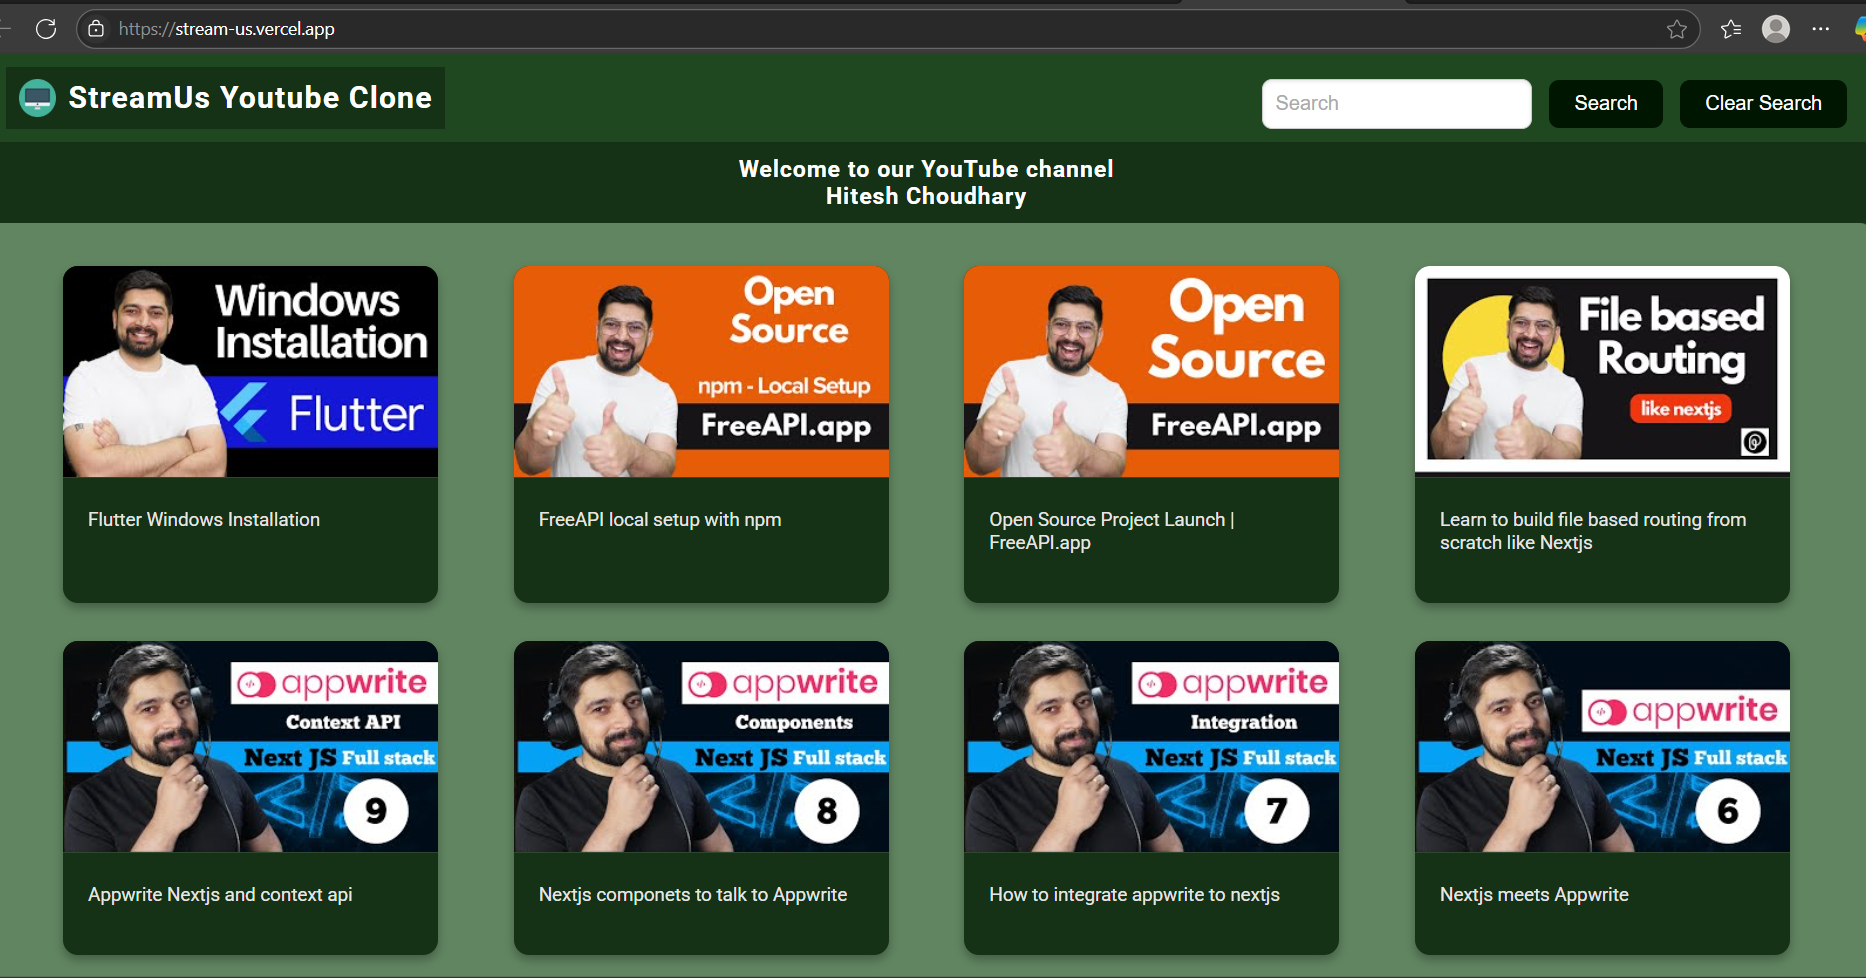 https://stream-us.vercel.app
StreamUs Youtube Clone
Search
Search
Clear Search
Welcome to our YouTube channel
Hitesh Choudhary
Windows
Installation
Flutter
Flutter Windows Installation
Open
Source
npm - Local Setup
FreeAPI.app
FreeAPI local setup with npm
Open
Source
FreeAPI.app
Open Source Project Launch |
FreeAPI.app
File based
Routing
like nextjs
Learn to build file based routing from
scratch like Nextjs
appwrite
Context API
Next JS Full stack
9
Appwrite Nextjs and context api
appwrite
Components
Next JS Full stack
8
Nextjs componets to talk to Appwrite
appwrite
Integration
Next JS Full stack
7
How to integrate appwrite to nextjs
appwrite
Next JS Full stack
6
Nextjs meets Appwrite